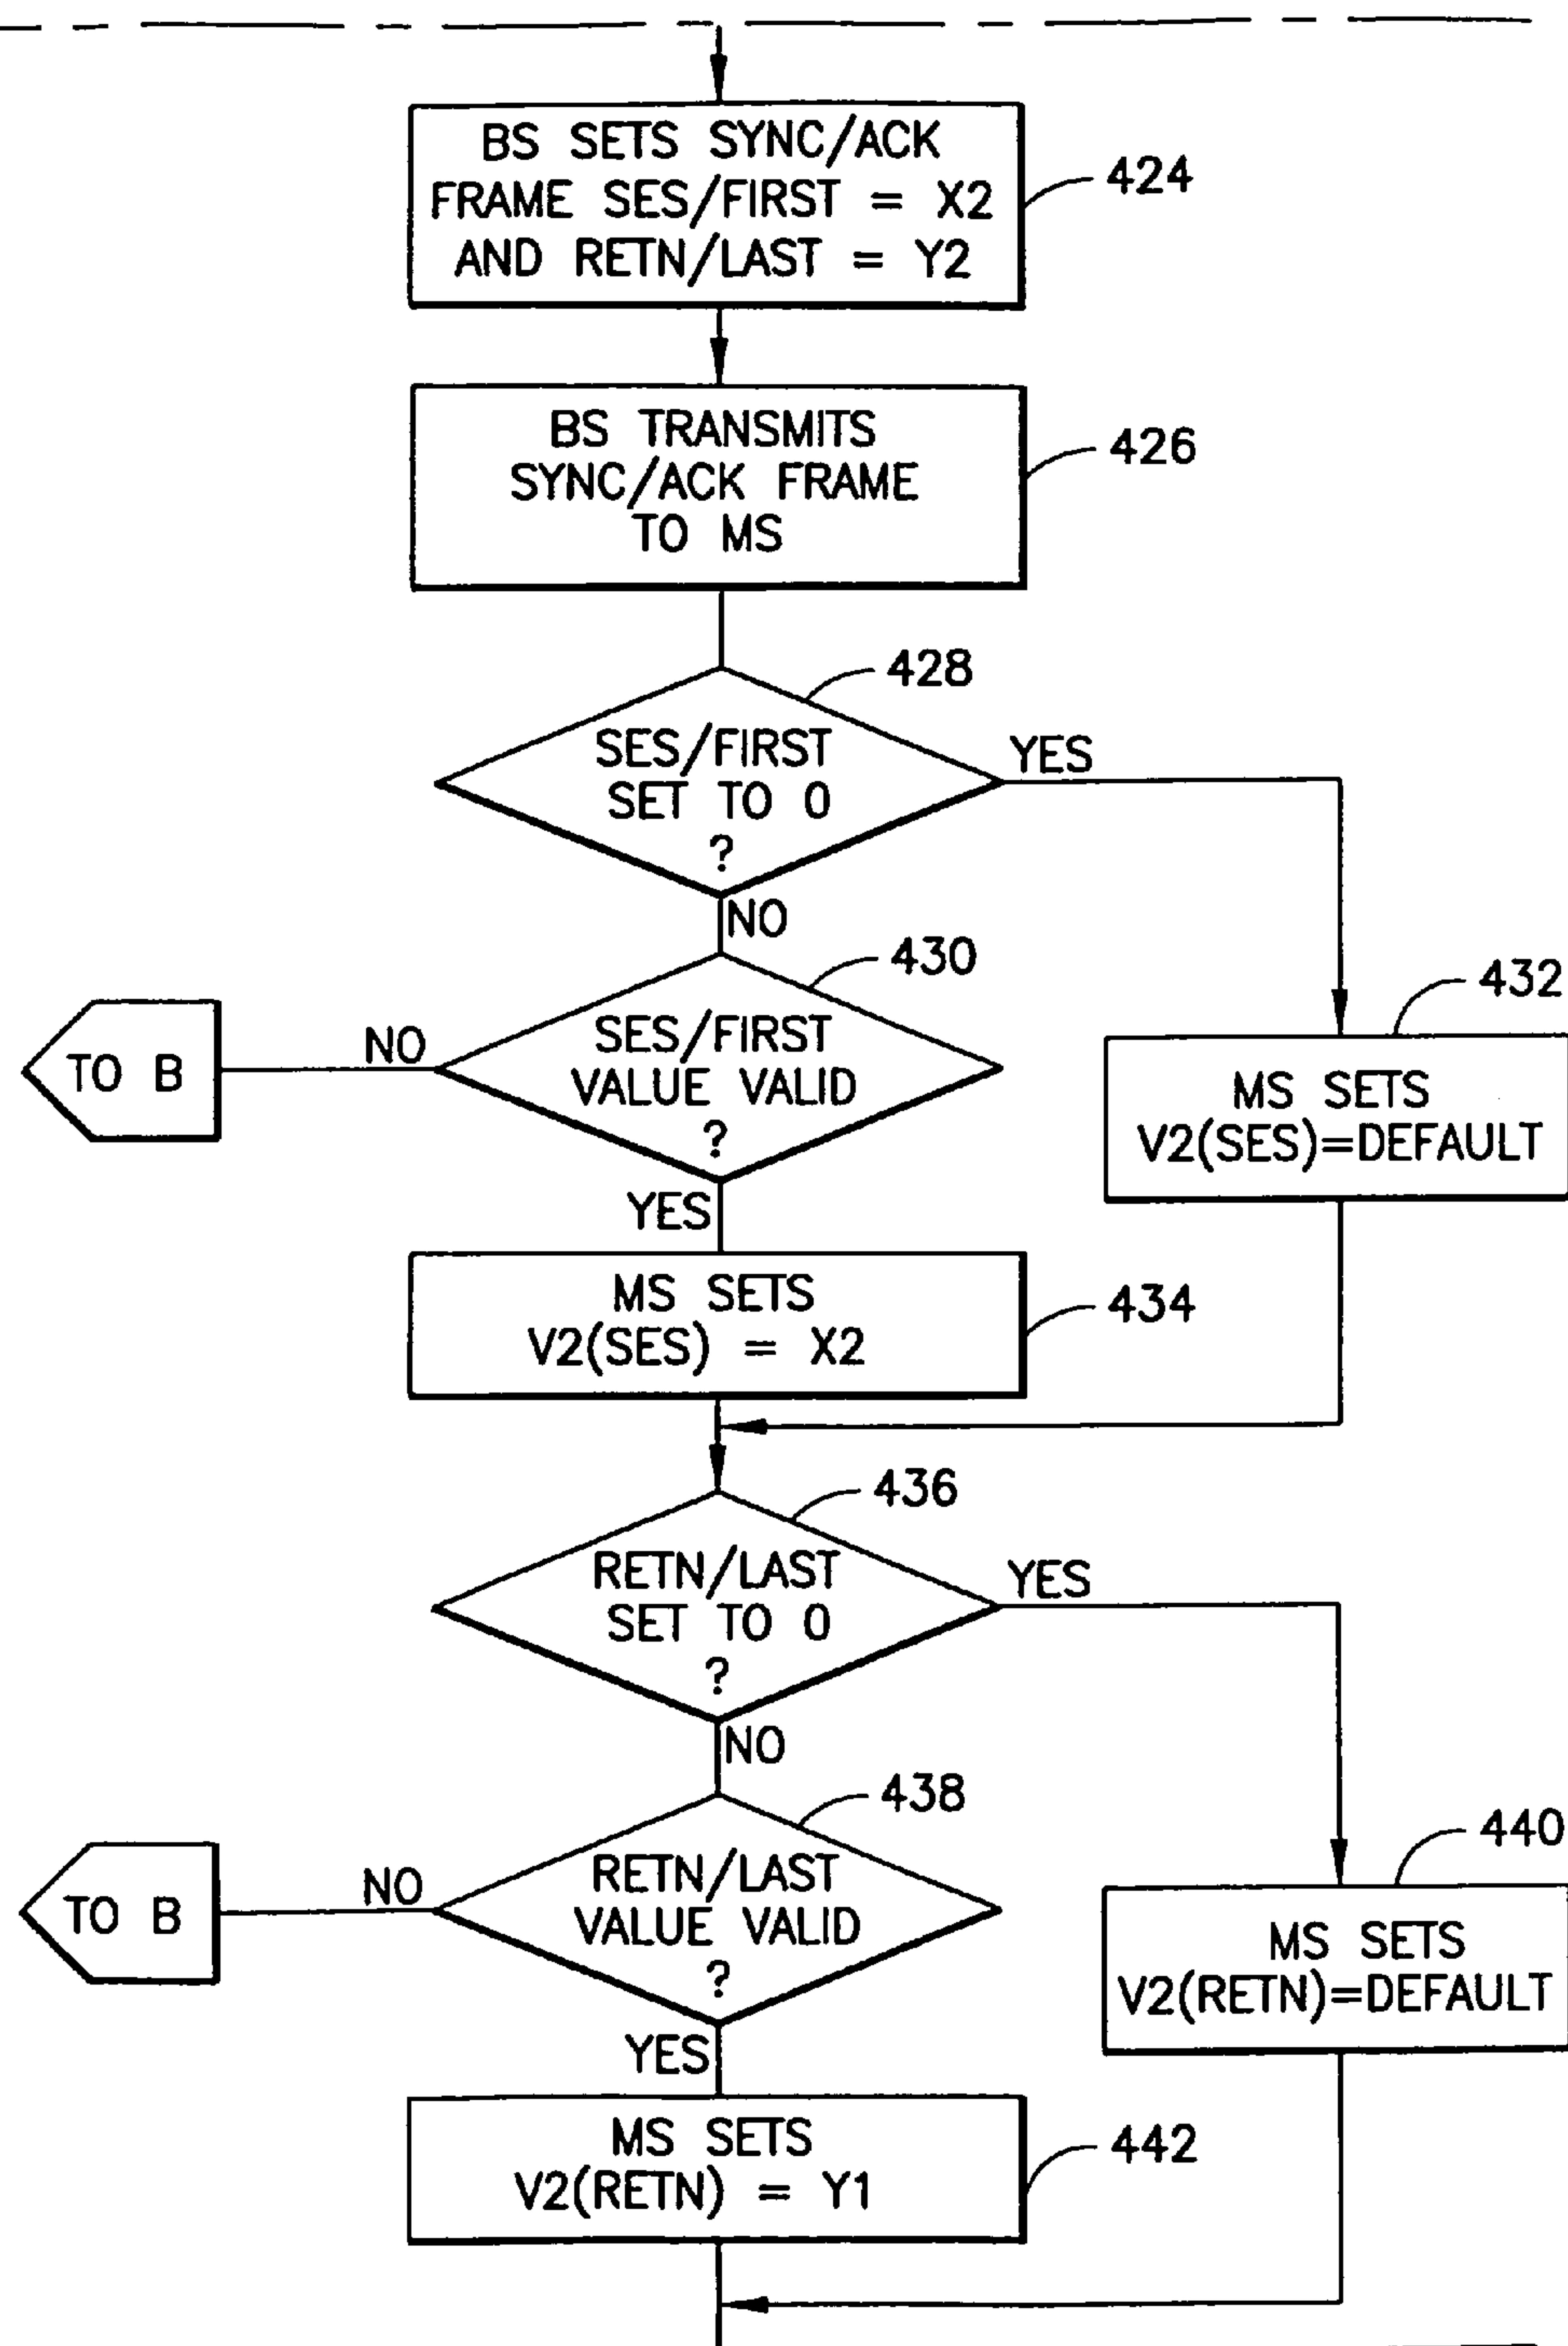 BS SETS SYNC/ACK
FRAME SES/FIRST = X2
AND RETN/LAST = Y2
424
BS TRANSMITS
SYNC/ACK FRAME
TO MS
426
428
SES/FIRST
SET TO 0
?
YES
NO
430
SES/FIRST
VALUE VALID
?
NO
TO B
432
MS SETS
V2(SES)=DEFAULT
YES
MS SETS
V2(SES) = X2
434
436
RETN/LAST
SET TO 0
?
YES
NO
438
RETN/LAST
VALUE VALID
?
NO
TO B
440
MS SETS
V2(RETN)=DEFAULT
YES
MS SETS
V2(RETN) = Y1
442